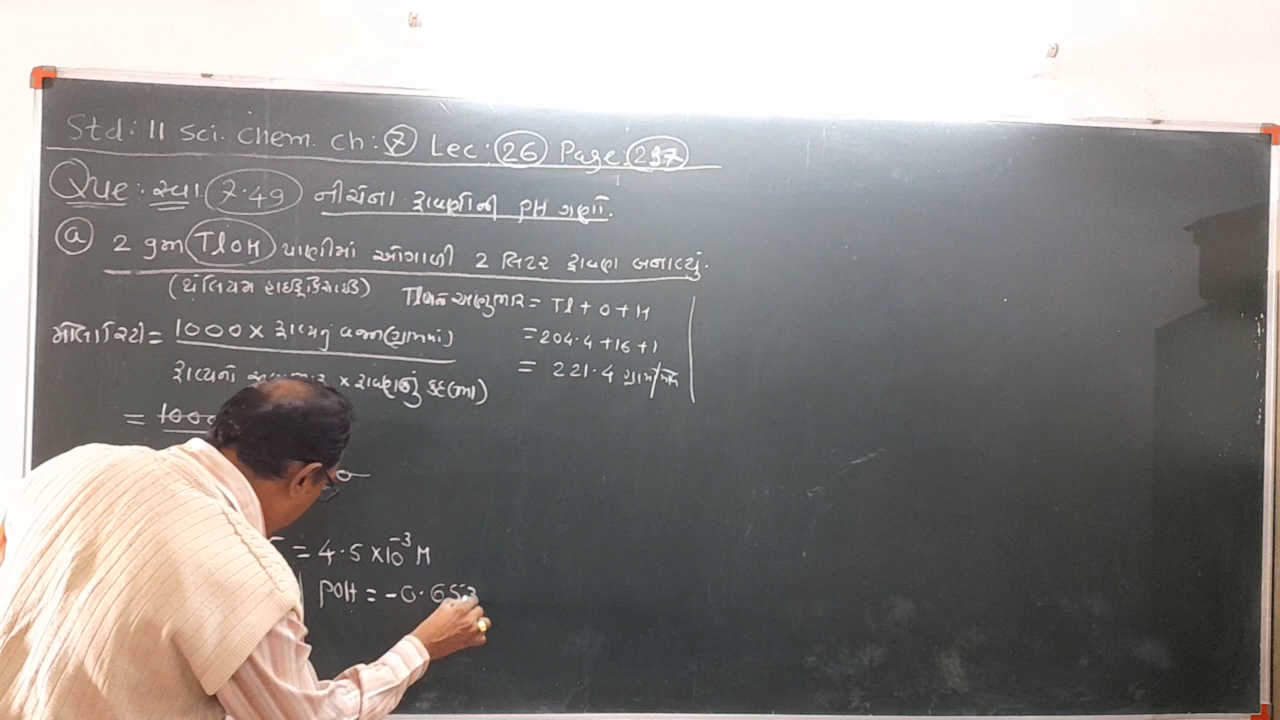 Std: 11 Sci. Chem. ch: 7 Lec: 26 Page: 237
Que: સ્વા. 7.49 નીચેના દ્રાવણોની PH ગણો.
(a) 2 gm TlOH પાણીમાં ઓગાળી 2 લિટર દ્રાવણ બનાવ્યું.
(થેલિયમ હાઇડ્રોક્સાઇડ)
આણ્વભાર = Tl + O + H
= 204.4 + 16 + 1
= 221.4 ગ્રામ/મોલ
મોલારિટી = 1000 × દ્રાવ્યનું વજન(ગ્રામમાં)
દ્રાવ્યનો × દ્રાવણનું કદ(મિ)
= 1000
= 4.5 × 10⁻³ M
POH = -0.653